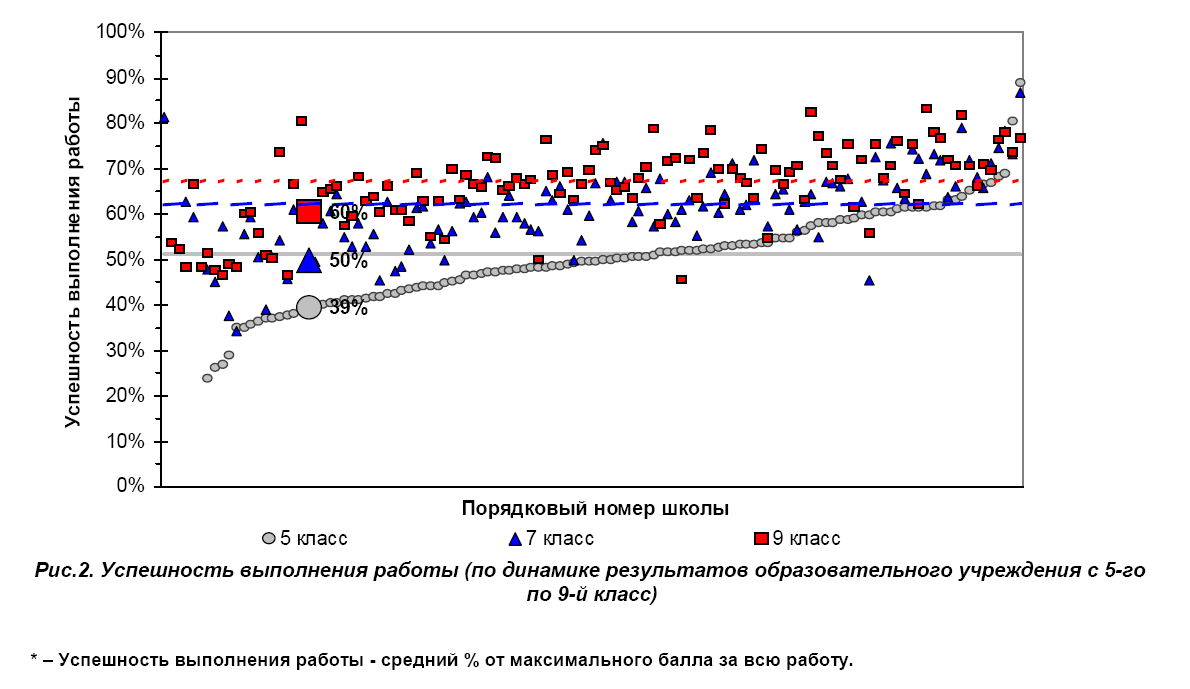 100%
90%
80%
70%
60%
50%
40%
30%
20%
10%
0%
Успешность выполнения работы
60%
50%
39%
Порядковый номер школы
5 класс 7 класс 9 класс
Рис.2. Успешность выполнения работы (по динамике результатов образовательного учреждения с 5-го
по 9-й класс)
* – Успешность выполнения работы - средний % от максимального балла за всю работу.